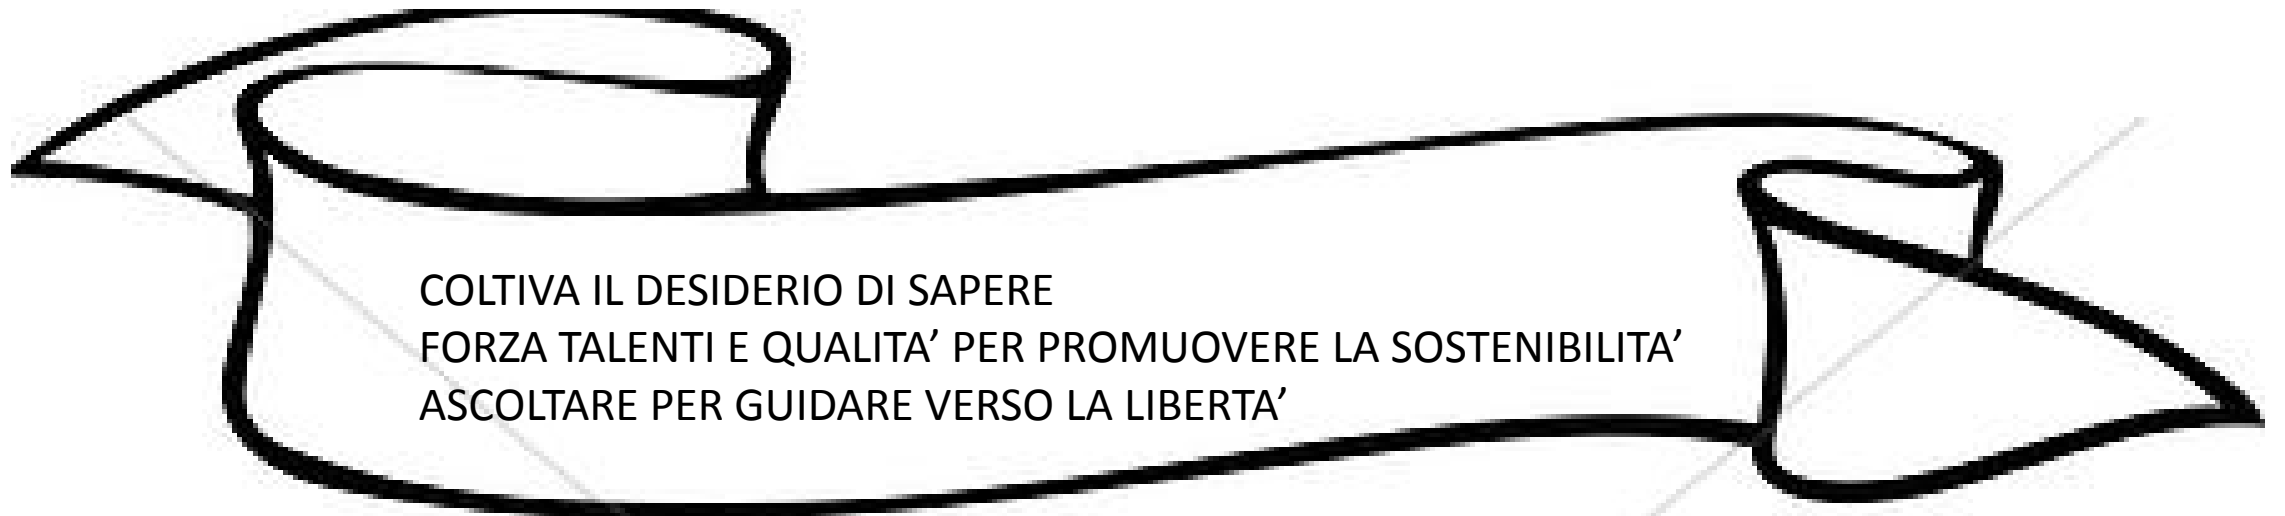 COLTIVA IL DESIDERIO DI SAPERE
FORZA TALENTI E QUALITA’ PER PROMUOVERE LA SOSTENIBILITA’
ASCOLTARE PER GUIDARE VERSO LA LIBERTA’